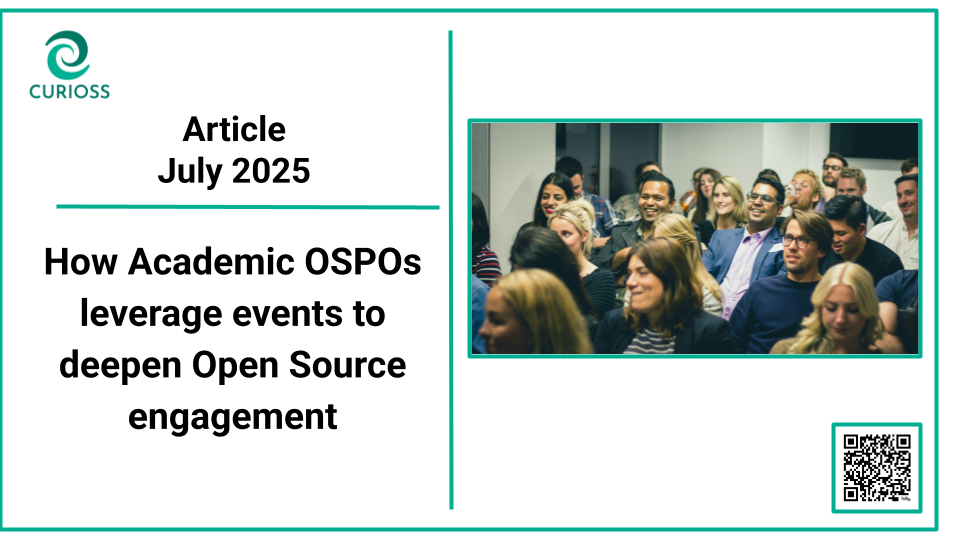 CURIOSS
Article
July 2025
How Academic OSPOs
leverage events to
deepen Open Source
engagement